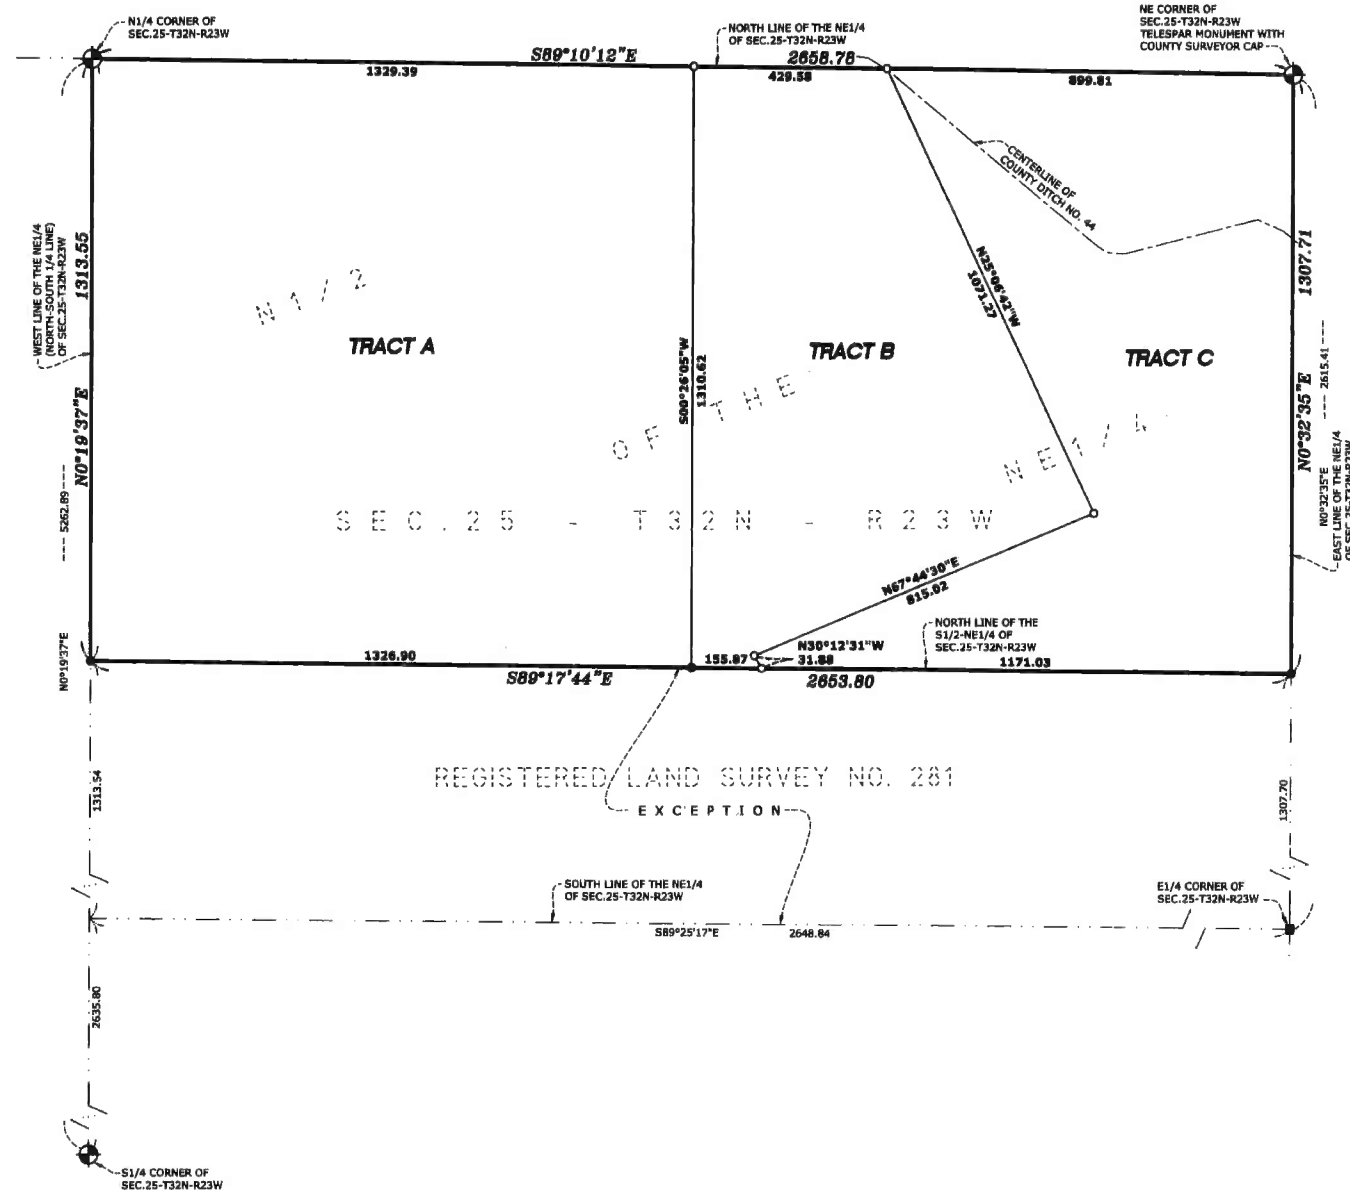 N1/4 CORNER OF
SEC.25-T32N-R23W
NORTH LINE OF THE NE1/4
OF SEC.25-T32N-R23W
NE CORNER OF
SEC.25-T32N-R23W
TELESPAR MONUMENT WITH
COUNTY SURVEYOR CAP
S89°10'12"E
2658.78
1329.39
429.58
899.81
CENTERLINE OF
COUNTY DITCH NO. 44
WEST LINE OF THE NE1/4
(NORTH-SOUTH 1/4 LINE)
OF SEC.25-T32N-R23W
1313.55
N0°19'37"E
5262.89
N0°19'37"E
N 1 / 2
TRACT A
S00°26'05"W
1310.62
TRACT B
N25°06'42"W
1071.27
TRACT C
O F T H E
N E 1 / 4
S E C . 2 5 - T 3 2 N - R 2 3 W
1307.71
N0°32'35"E
2615.41
N0°32'35"E
EAST LINE OF THE NE1/4
OF SEC.25-T32N-R23W
N67°44'30"E
815.02
NORTH LINE OF THE
S1/2-NE1/4 OF
SEC.25-T32N-R23W
N30°12'31"W
31.88
1326.90
155.87
1171.03
S89°17'44"E
2653.80
REGISTERED LAND SURVEY NO. 281
E X C E P T I O N
1313.54
1307.70
SOUTH LINE OF THE NE1/4
OF SEC.25-T32N-R23W
E1/4 CORNER OF
SEC.25-T32N-R23W
S89°25'17"E
2648.84
2635.80
S1/4 CORNER OF
SEC.25-T32N-R23W